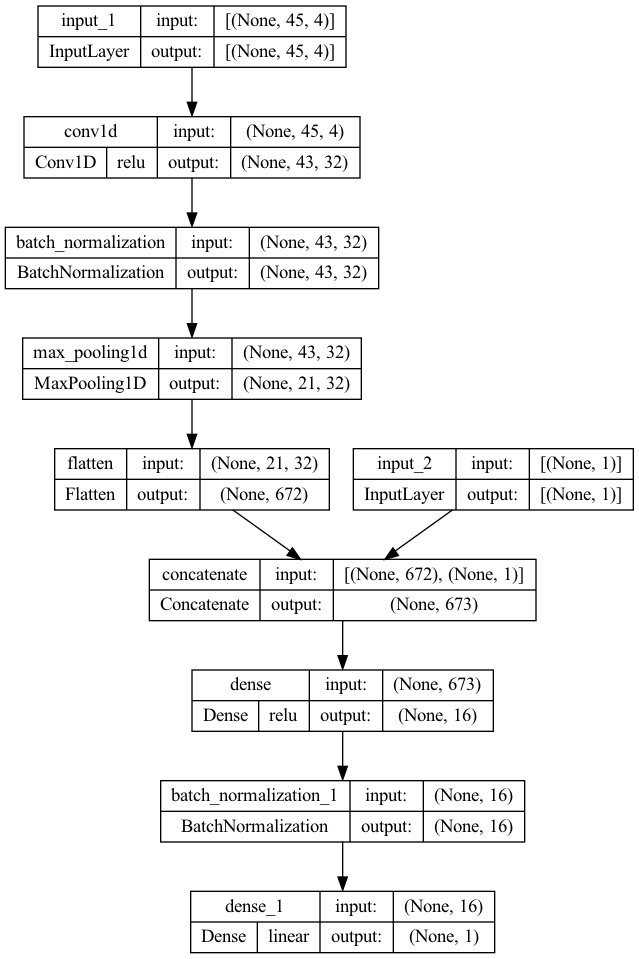 input_1 input: [(None, 45, 4)]
InputLayer output: [(None, 45, 4)]
conv1d input: (None, 45, 4)
Conv1D relu output: (None, 43, 32)
batch_normalization input: (None, 43, 32)
BatchNormalization output: (None, 43, 32)
max_pooling1d input: (None, 43, 32)
MaxPooling1D output: (None, 21, 32)
flatten input: (None, 21, 32)
Flatten output: (None, 672)
input_2 input: [(None, 1)]
InputLayer output: [(None, 1)]
concatenate input: [(None, 672), (None, 1)]
Concatenate output: (None, 673)
dense input: (None, 673)
Dense relu output: (None, 16)
batch_normalization_1 input: (None, 16)
BatchNormalization output: (None, 16)
dense_1 input: (None, 16)
Dense linear output: (None, 1)